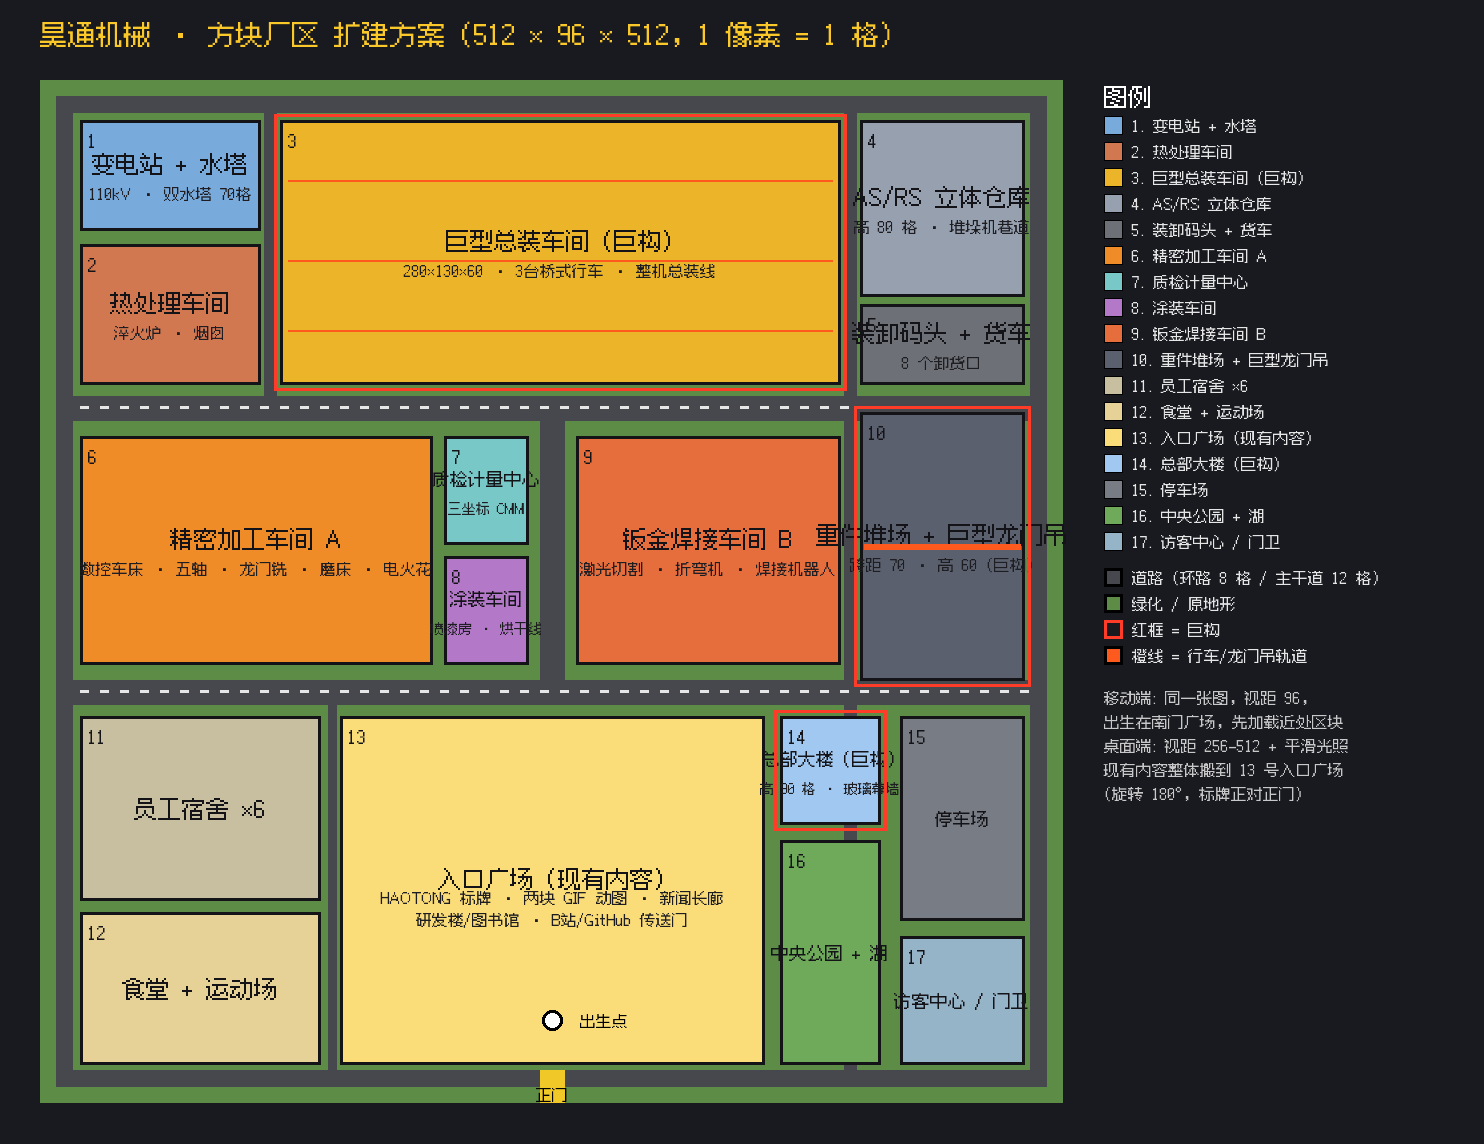 昊通机械 · 方块厂区 扩建方案 (512 × 96 × 512, 1 像素 = 1 格)
1
变电站 + 水塔
110kV · 双水塔 70格
2
热处理车间
淬火炉 · 烟囱
3
巨型总装车间 (巨构)
280×130×60 · 3台桥式行车 · 整机总装线
4
AS/RS 立体仓库
高 80 格 · 堆垛机巷道
5
装卸码头 + 货车
8 个卸货口
6
精密加工车间 A
数控车床 · 五轴 · 龙门铣 · 磨床 · 电火花
7
质检计量中心
三坐标 CMM
8
涂装车间
喷漆房 · 烘干线
9
钣金焊接车间 B
激光切割 · 折弯机 · 焊接机器人
10
重件堆场 + 巨型龙门吊
跨距 70 · 高 60 (巨构)
11
员工宿舍 ×6
12
食堂 + 运动场
13
入口广场 (现有内容)
HAOTONG 标牌 · 两块 GIF 动图 · 新闻长廊
研发楼/图书馆 · B站/GitHub 传送门
出生点
正门
14
总部大楼 (巨构)
高 90 格 · 玻璃幕墙
15
停车场
16
中央公园 + 湖
17
访客中心 / 门卫
图例
1. 变电站 + 水塔
2. 热处理车间
3. 巨型总装车间 (巨构)
4. AS/RS 立体仓库
5. 装卸码头 + 货车
6. 精密加工车间 A
7. 质检计量中心
8. 涂装车间
9. 钣金焊接车间 B
10. 重件堆场 + 巨型龙门吊
11. 员工宿舍 ×6
12. 食堂 + 运动场
13. 入口广场 (现有内容)
14. 总部大楼 (巨构)
15. 停车场
16. 中央公园 + 湖
17. 访客中心 / 门卫
道路 (环路 8 格 / 主干道 12 格)
绿化 / 原地形
红框 = 巨构
橙线 = 行车/龙门吊轨道
移动端: 同一张图, 视距 96,
出生在南门广场, 先加载近处区块
桌面端: 视距 256-512 + 平滑光照
现有内容整体搬到 13 号入口广场
(旋转 180°, 标牌正对正门)